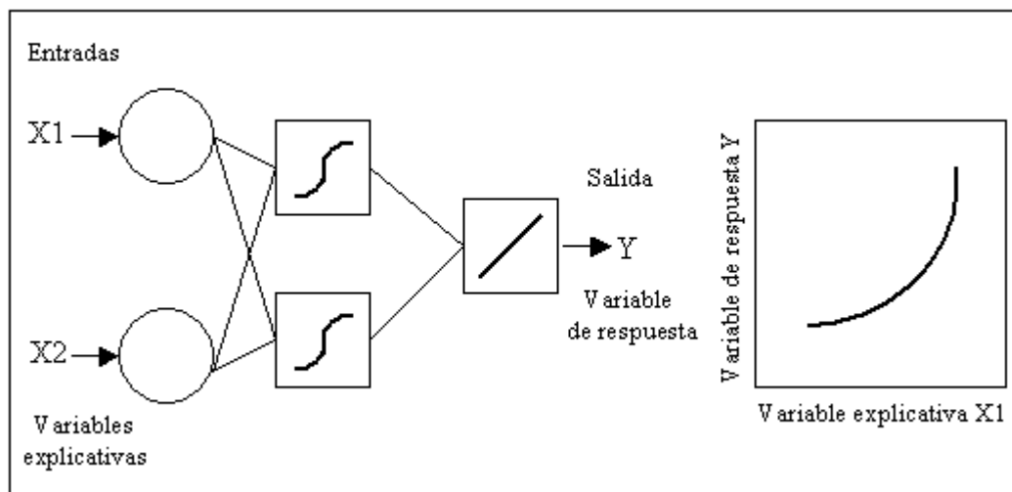 Entradas
X1
X2
Variables
explicativas
Salida
Y
Variable
de respuesta
Variable de respuesta Y
Variable explicativa X1